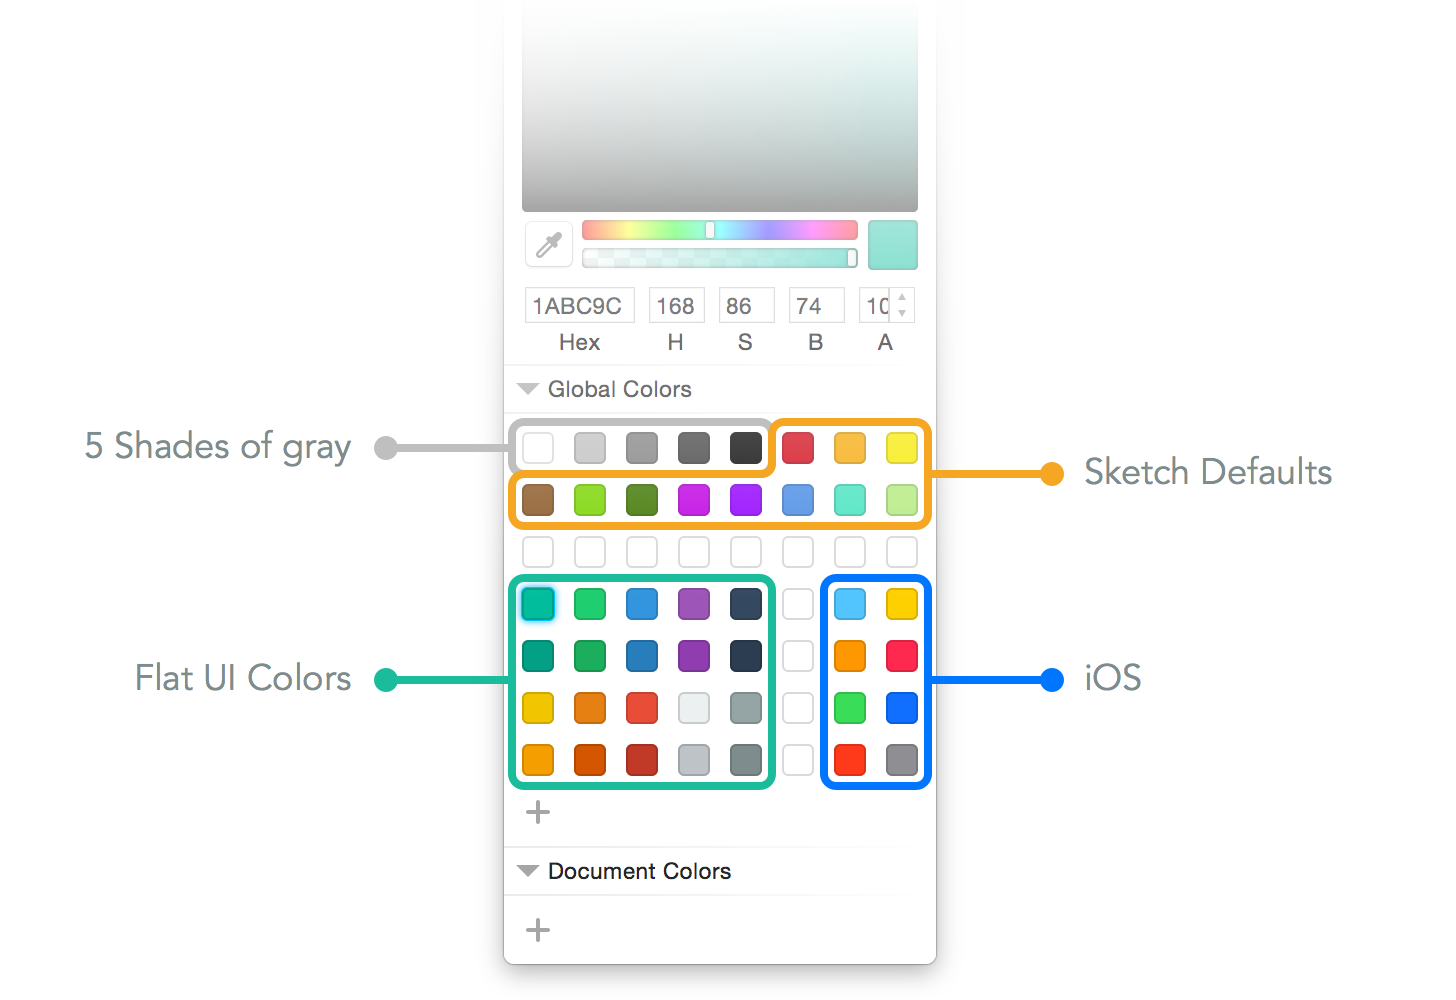 1ABC9C 168 86 74 10
Hex H S B A
Global Colors
5 Shades of gray
Sketch Defaults
Flat UI Colors
iOS
Document Colors